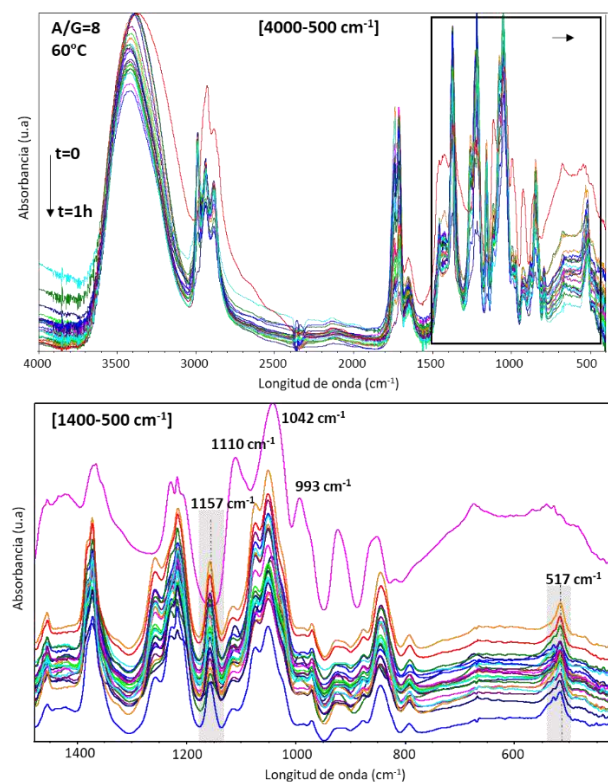 A/G=8
60°C
[4000-500 cm⁻¹]
t=0
t=1h
Absorbancia (u.a)
4000 3500 3000 2500 2000 1500 1000 500
Longitud de onda (cm⁻¹)
[1400-500 cm⁻¹]
1042 cm⁻¹
1110 cm⁻¹
993 cm⁻¹
1157 cm⁻¹
517 cm⁻¹
Absorbancia (u.a)
1400 1200 1000 800 600
Longitud de onda (cm⁻¹)